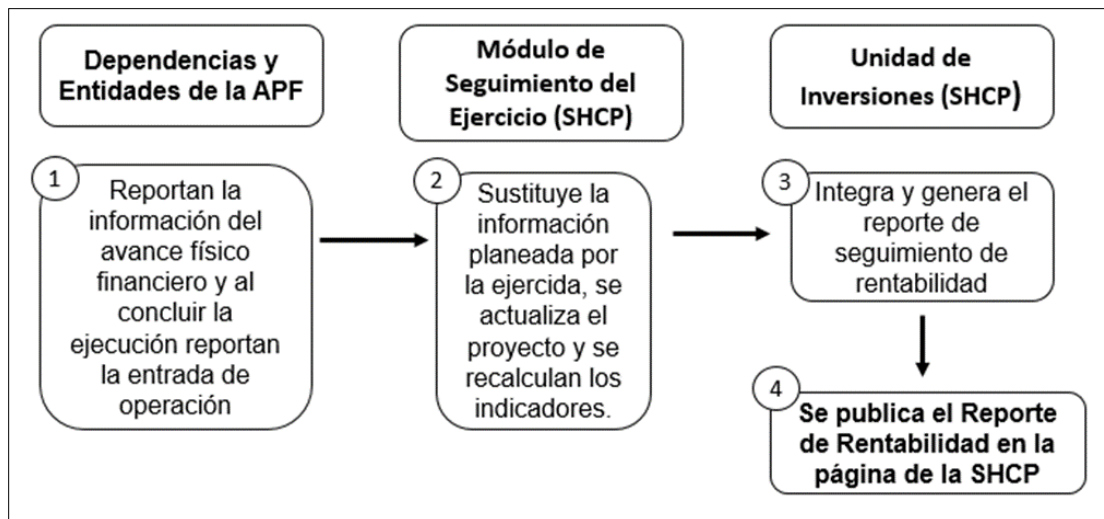 Dependencias y
Entidades de la APF
Módulo de
Seguimiento del
Ejercicio (SHCP)
Unidad de
Inversiones (SHCP)
1
Reportan la
información del
avance físico
financiero y al
concluir la
ejecución reportan
la entrada de
operación
2
Sustituye la
información
planeada por
la ejercida, se
actualiza el
proyecto y se
recalculan los
indicadores.
3
Integra y genera el
reporte de
seguimiento de
rentabilidad
4
Se publica el Reporte
de Rentabilidad en la
página de la SHCP